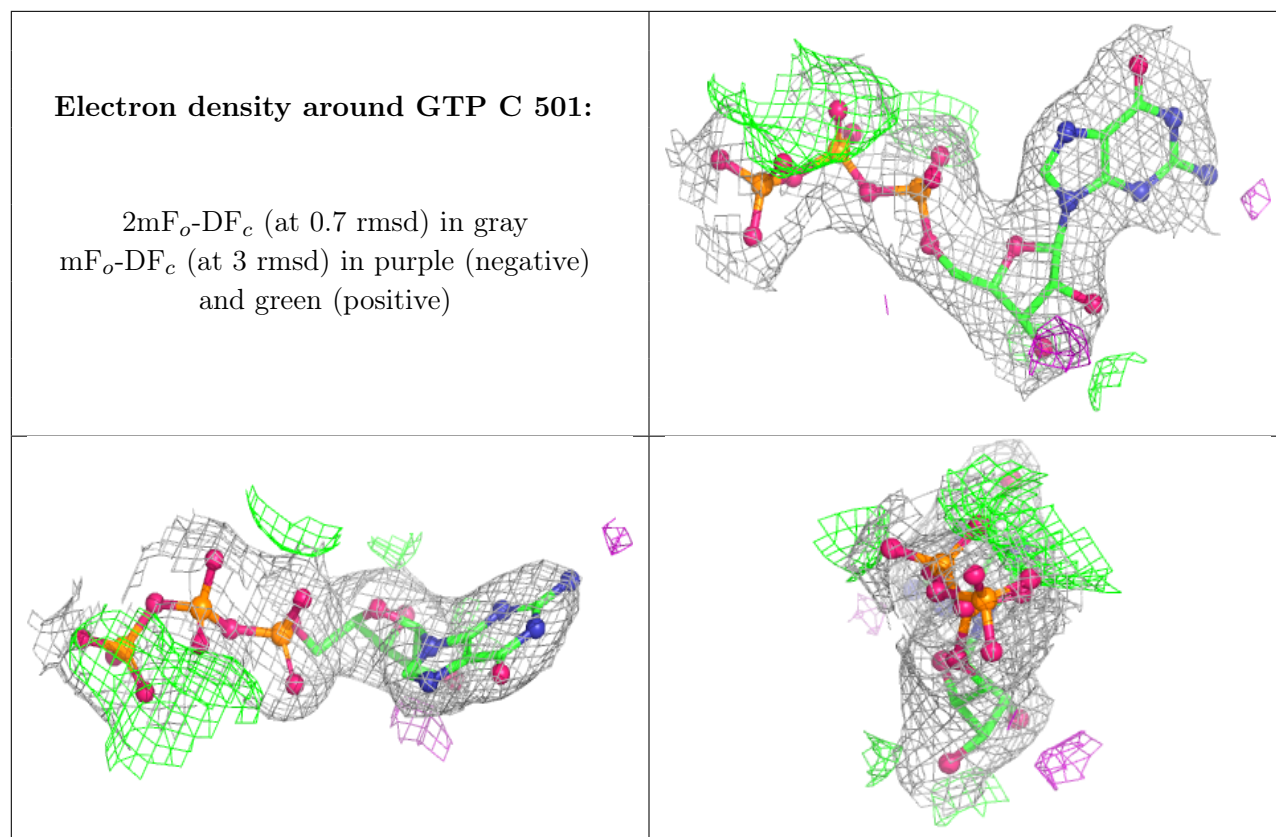 Electron density around GTP C 501:
2mFo-DFc (at 0.7 rmsd) in gray
mFo-DFc (at 3 rmsd) in purple (negative)
and green (positive)